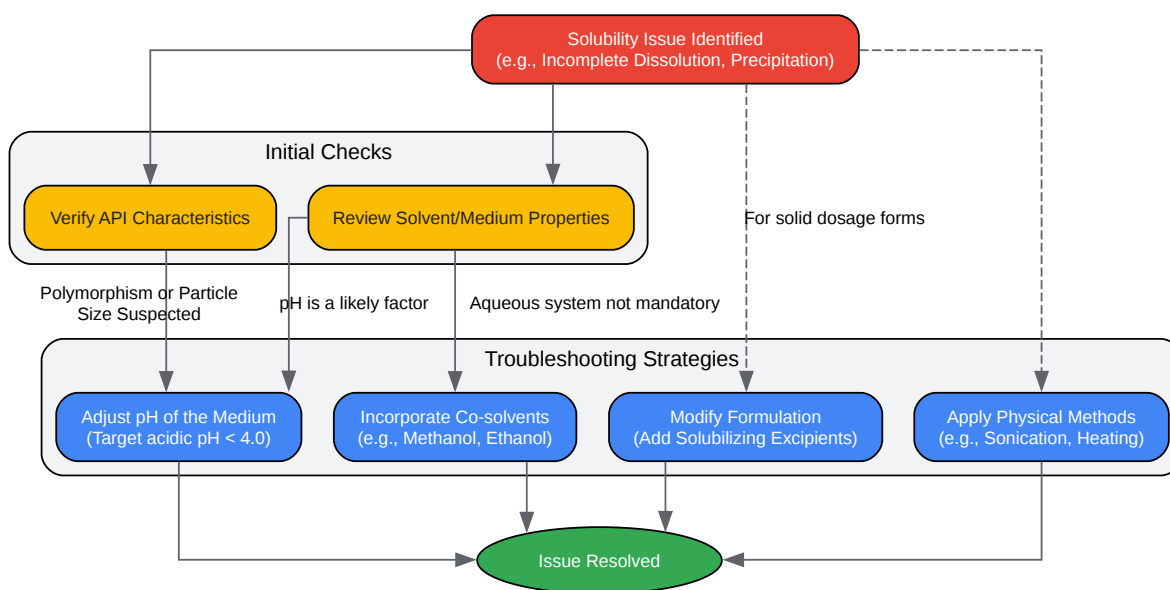 Solubility Issue Identified
(e.g., Incomplete Dissolution, Precipitation)
Initial Checks
Verify API Characteristics
Review Solvent/Medium Properties
For solid dosage forms
Polymorphism or Particle
Size Suspected
pH is a likely factor
Aqueous system not mandatory
Troubleshooting Strategies
Adjust pH of the Medium
(Target acidic pH < 4.0)
Incorporate Co-solvents
(e.g., Methanol, Ethanol)
Modify Formulation
(Add Solubilizing Excipients)
Apply Physical Methods
(e.g., Sonication, Heating)
Issue Resolved